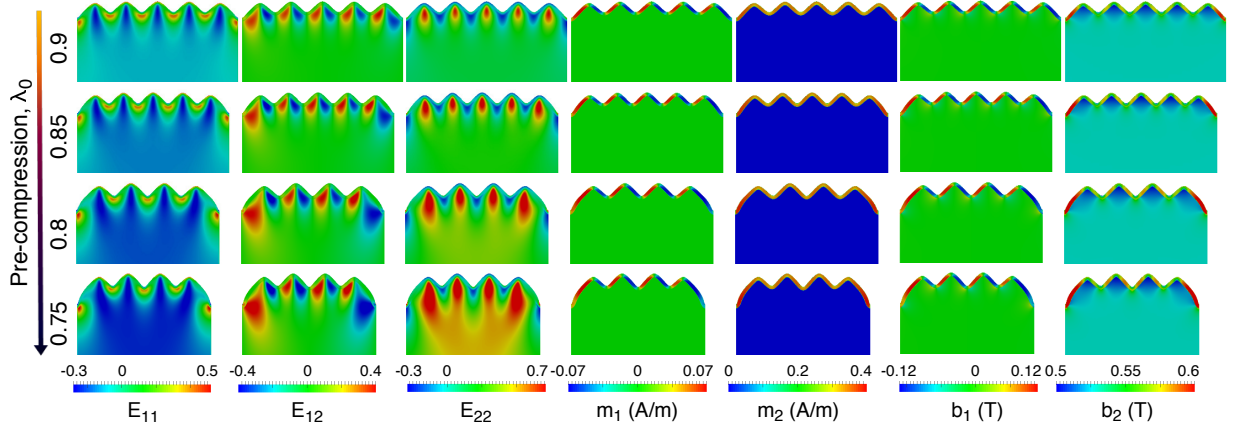 Pre-compression, λ0
0.9
0.85
0.8
0.75
-0.3 0 0.5
-0.4 0 0.4
-0.3 0 0.7
-0.07 0 0.07
0 0.2 0.4
-0.12 0 0.12
0.5 0.55 0.6
E11
E12
E22
m1 (A/m)
m2 (A/m)
b1 (T)
b2 (T)